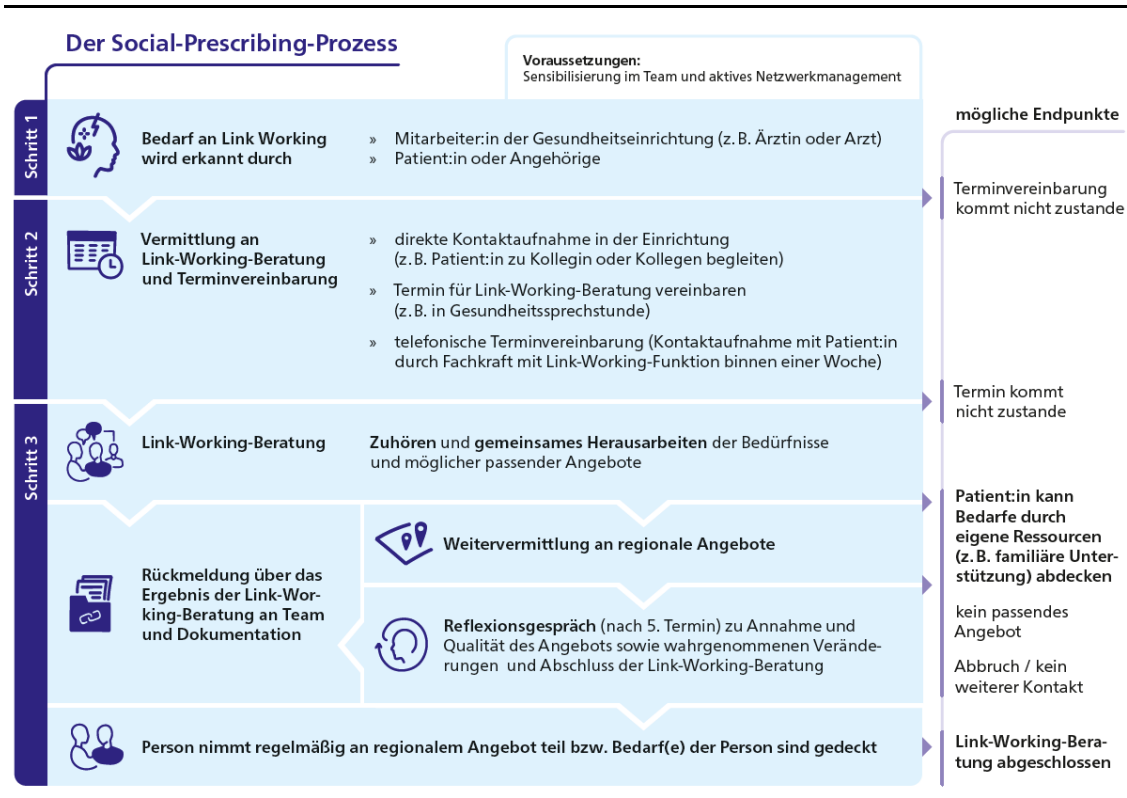 Der Social-Prescribing-Prozess
Voraussetzungen:
Sensibilisierung im Team und aktives Netzwerkmanagement
mögliche Endpunkte
Schritt 1
Bedarf an Link Working
wird erkannt durch
» Mitarbeiter:in der Gesundheitseinrichtung (z. B. Ärztin oder Arzt)
» Patient:in oder Angehörige
Terminvereinbarung
kommt nicht zustande
Schritt 2
Vermittlung an
Link-Working-Beratung
und Terminvereinbarung
» direkte Kontaktaufnahme in der Einrichtung
(z. B. Patient:in zu Kollegin oder Kollegen begleiten)
» Termin für Link-Working-Beratung vereinbaren
(z. B. in Gesundheitssprechstunde)
» telefonische Terminvereinbarung (Kontaktaufnahme mit Patient:in
durch Fachkraft mit Link-Working-Funktion binnen einer Woche)
Termin kommt
nicht zustande
Schritt 3
Link-Working-Beratung
Zuhören und gemeinsames Herausarbeiten der Bedürfnisse
und möglicher passender Angebote
Patient:in kann
Bedarfe durch
eigene Ressourcen
(z. B. familiäre Unter-
stützung) abdecken
kein passendes
Angebot
Abbruch / kein
weiterer Kontakt
Weitervermittlung an regionale Angebote
Rückmeldung über das
Ergebnis der Link-Wor-
king-Beratung an Team
und Dokumentation
Reflexionsgespräch (nach 5. Termin) zu Annahme und
Qualität des Angebots sowie wahrgenommenen Verände-
rungen und Abschluss der Link-Working-Beratung
Person nimmt regelmäßig an regionalem Angebot teil bzw. Bedarf(e) der Person sind gedeckt
Link-Working-Bera-
tung abgeschlossen